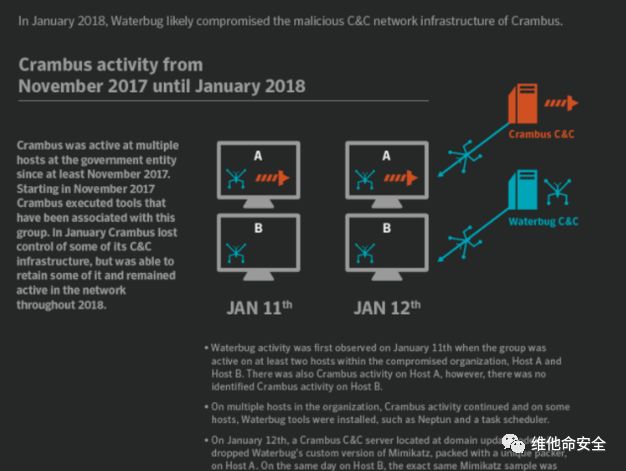 In January 2018, Waterbug likely compromised the malicious C&C network infrastructure of Crambus.
Crambus activity from
November 2017 until January 2018
Crambus was active at multiple
hosts at the government entity
since at least November 2017.
Starting in November 2017
Crambus executed tools that
have been associated with this
group. In January Crambus lost
control of some of its C&C
infrastructure, but was able to
retain some of it and remained
active in the network
throughout 2018.
A
B
JAN 11th
A
B
JAN 12th
Crambus C&C
Waterbug C&C
• Waterbug activity was first observed on January 11th when the group was
active on at least two hosts within the compromised organization, Host A and
Host B. There was also Crambus activity on Host A, however, there was no
identified Crambus activity on Host B.
• On multiple hosts in the organization, Crambus activity continued and on some
hosts, Waterbug tools were installed, such as Neptun and a task scheduler.
• On January 12th, a Crambus C&C server located at domain
dropped Waterbug's custom version of Mimikatz, packed with a unique packer,
on Host A. On the same day on Host B, the exact same Mimikatz sample was
维他命安全